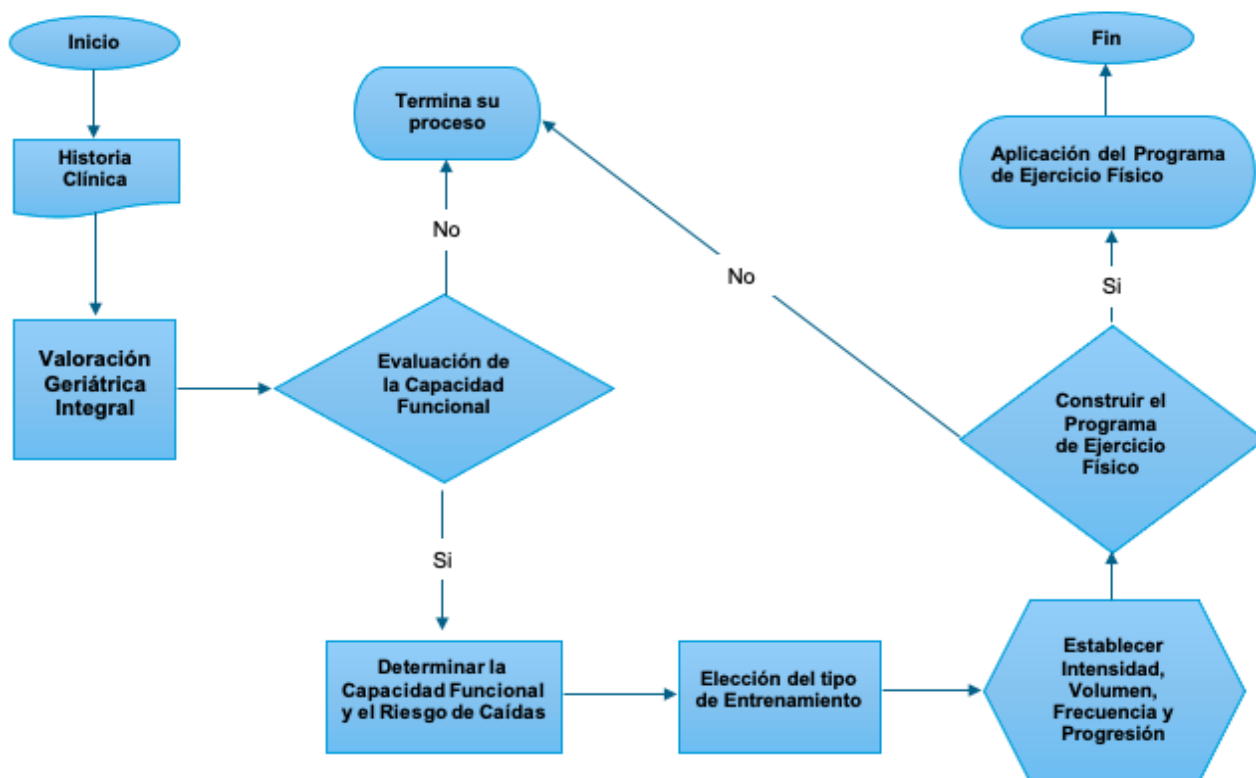 Inicio
Historia
Clínica
Valoración
Geriátrica
Integral
Evaluación de
la Capacidad
Funcional
No
Termina su
proceso
Si
Determinar la
Capacidad Funcional
y el Riesgo de Caídas
Elección del tipo
de Entrenamiento
Establecer
Intensidad,
Volumen,
Frecuencia y
Progresión
Construir el
Programa
de Ejercicio
Físico
No
Si
Aplicación del Programa
de Ejercicio Físico
Fin